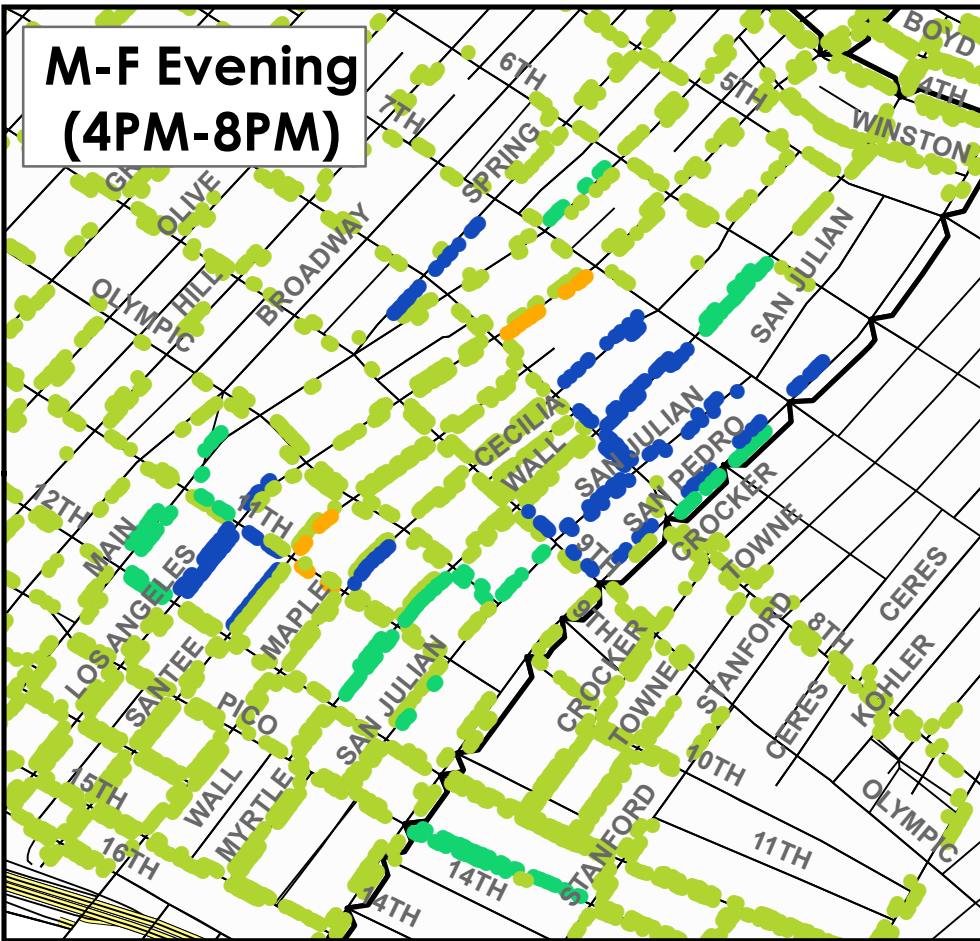 M-F Evening
(4PM-8PM)
BOYD
4TH
6TH
5TH
7TH
WINSTON
SPRING
GR
OLIVE
BROADWAY
SAN JULIAN
HILL
OLYMPIC
CECILIA
WALL
SAN JULIAN
SAN PEDRO
12TH
11TH
MAIN
9TH
CROCKER
TOWNE
LOS ANGELES
MAPLE
9TH
CERES
SANTEE
CROCKER
STANFORD
8TH
TOWNE
KOHLER
PICO
SAN JULIAN
CERES
10TH
15TH
WALL
MYRTLE
OLYMPIC
16TH
14TH
STANFORD
11TH
14TH